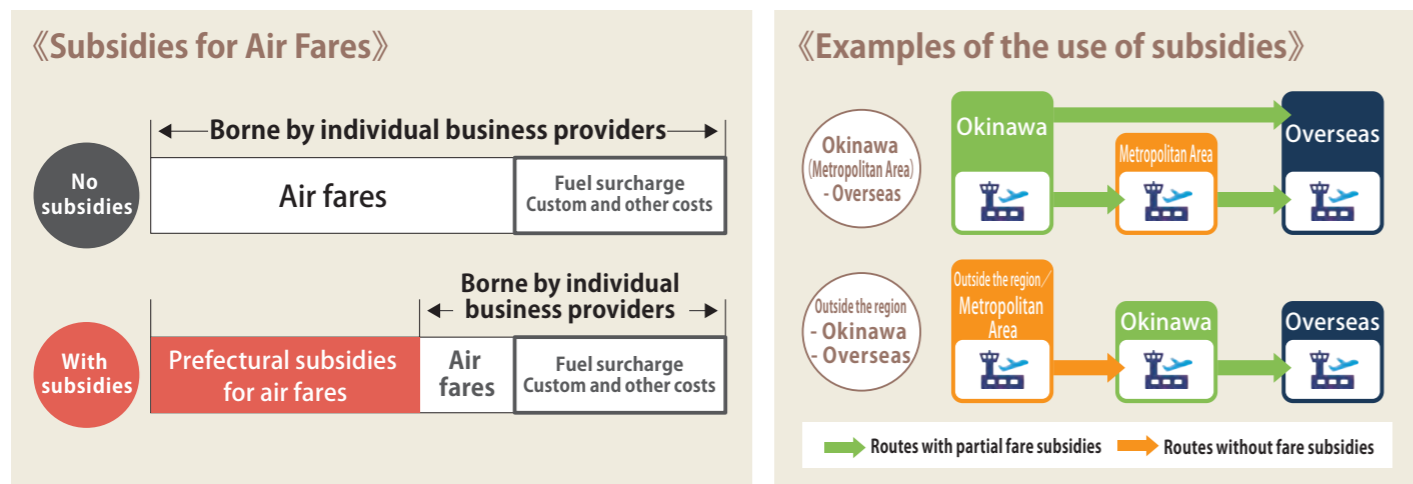 《Subsidies for Air Fares》
Borne by individual business providers
No
subsidies
Air fares
Fuel surcharge
Custom and other costs
Borne by individual
business providers
With
subsidies
Prefectural subsidies
for air fares
Air
fares
Fuel surcharge
Custom and other costs
《Examples of the use of subsidies》
Okinawa
(Metropolitan Area)
- Overseas
Okinawa
Metropolitan Area
Overseas
Outside the region
- Okinawa
- Overseas
Outside the region/
Metropolitan
Area
Okinawa
Overseas
Routes with partial fare subsidies
Routes without fare subsidies